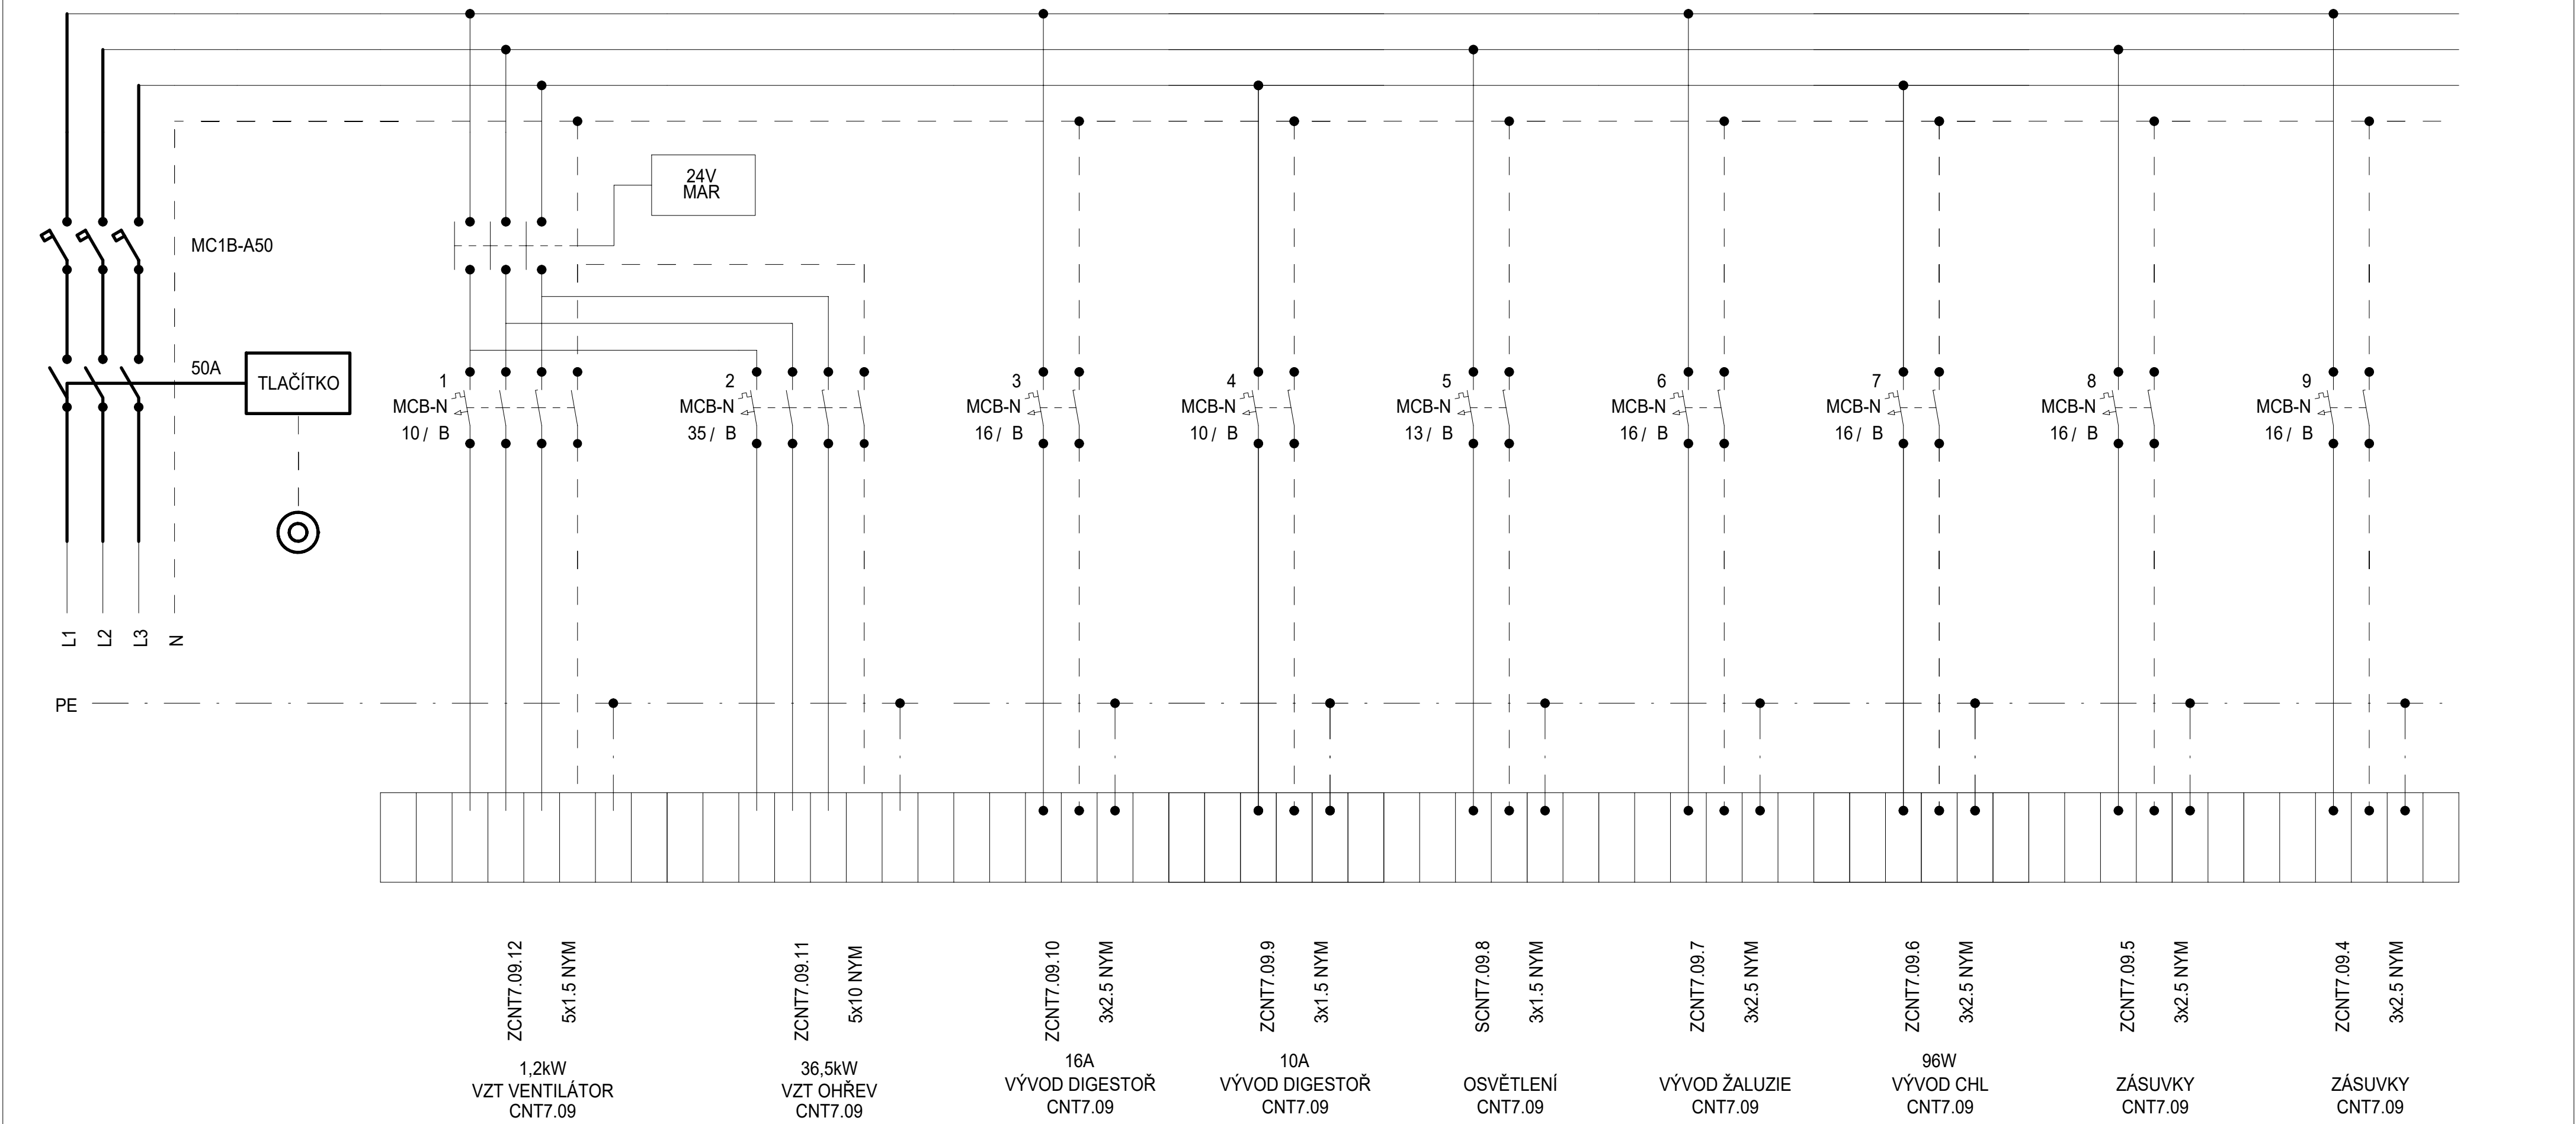 24V
MAR
MC1B-A50
50A
TLAČÍTKO
1
MCB-N
10 / B
2
MCB-N
35 / B
3
MCB-N
16 / B
4
MCB-N
10 / B
5
MCB-N
13 / B
6
MCB-N
16 / B
7
MCB-N
16 / B
8
MCB-N
16 / B
9
MCB-N
16 / B
L1
L2
L3
N
PE
ZCNT7.09.12
5x1.5 NYM
1,2kW
VZT VENTILÁTOR
CNT7.09
ZCNT7.09.11
5x10 NYM
36,5kW
VZT OHŘEV
CNT7.09
ZCNT7.09.10
3x2.5 NYM
16A
VÝVOD DIGESTOŘ
CNT7.09
ZCNT7.09.9
3x1.5 NYM
10A
VÝVOD DIGESTOŘ
CNT7.09
SCNT7.09.8
3x1.5 NYM
OSVĚTLENÍ
CNT7.09
ZCNT7.09.7
3x2.5 NYM
VÝVOD ŽALUZIE
CNT7.09
ZCNT7.09.6
3x2.5 NYM
96W
VÝVOD CHL
CNT7.09
ZCNT7.09.5
3x2.5 NYM
ZÁSUVKY
CNT7.09
ZCNT7.09.4
3x2.5 NYM
ZÁSUVKY
CNT7.09